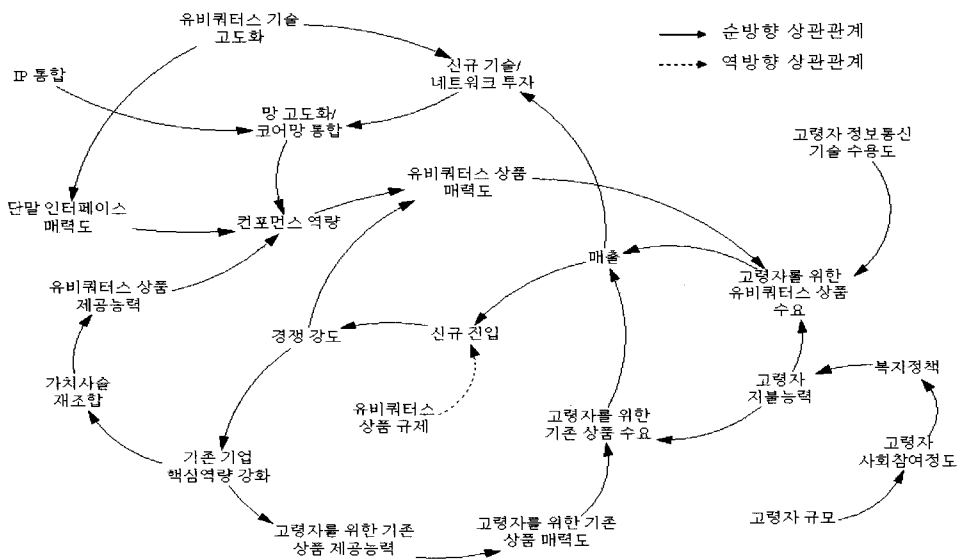 유비쿼터스 기술
고도화
순방향 상관관계
역방향 상관관계
IP 통합
신규 기술/
네트워크 투자
망 고도화/
코어망 통합
고령자 정보통신
기술 수용도
유비쿼터스 상품
매력도
단말 인터페이스
매력도
컨포먼스 역량
매출
고령자를 위한
유비쿼터스 상품
수요
유비쿼터스 상품
제공능력
경쟁 강도
신규 진입
가치사슬
재조합
유비쿼터스
상품 규제
고령자를 위한
기존 상품 수요
고령자
지불능력
복지정책
고령자
사회참여정도
기존 기업
핵심역량 강화
고령자를 위한 기존
상품 제공능력
고령자를 위한 기존
상품 매력도
고령자 규모